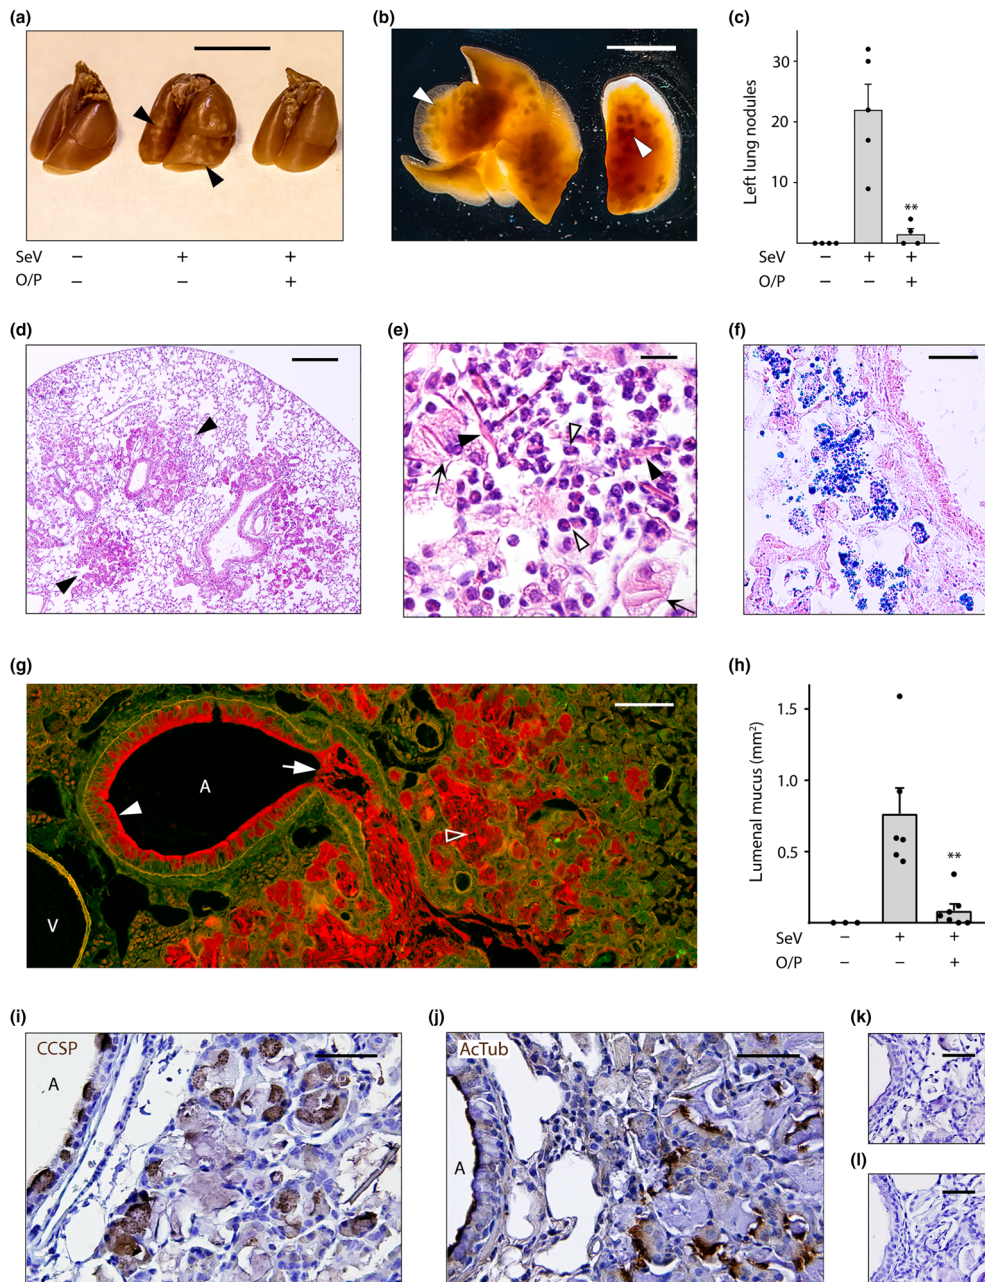 (a)
SeV − + +
O/P − − +
(b)
(c)
Left lung nodules
30
20
10
**
SeV − + +
O/P − − +
(d)
(e)
(f)
(g)
A
V
(h)
Lumenal mucus (mm²)
1.5
1.0
0.5
**
SeV − + +
O/P − − +
(i)
CCSP
A
(j)
AcTub
A
(k)
(l)